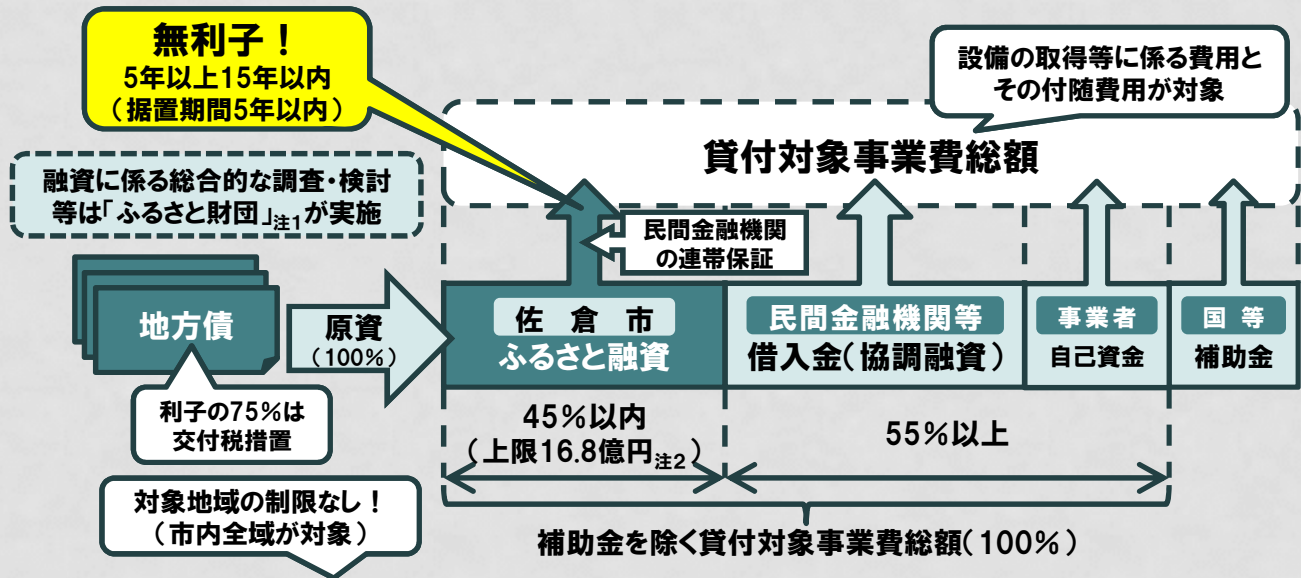 無利子！
5年以上15年以内
（据置期間5年以内）
設備の取得等に係る費用と
その付随費用が対象
貸付対象事業費総額
融資に係る総合的な調査・検討
等は「ふるさと財団」注1が実施
民間金融機関
の連帯保証
地方債
原資
（100％）
佐倉市
ふるさと融資
民間金融機関等
借入金（協調融資）
事業者
自己資金
国等
補助金
利子の75％は
交付税措置
45％以内
（上限16.8億円注2）
55％以上
対象地域の制限なし！
（市内全域が対象）
補助金を除く貸付対象事業費総額（100％）